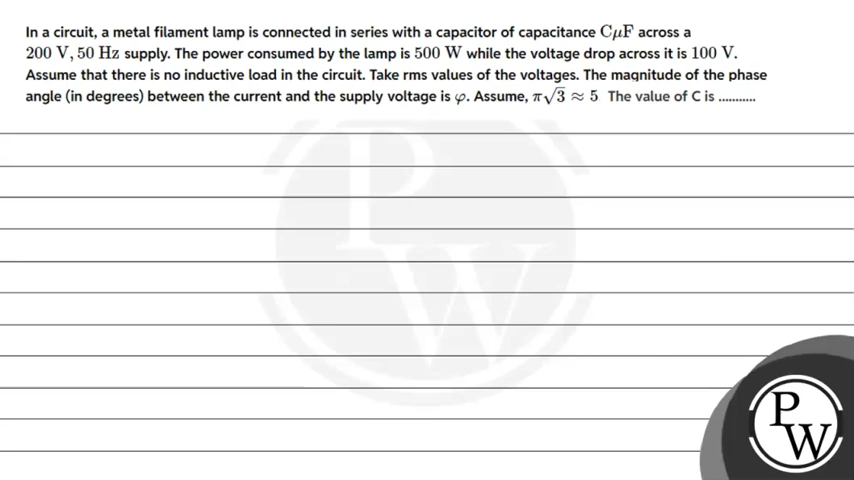 In a circuit, a metal filament lamp is connected in series with a capacitor of capacitance CμF across a
200 V, 50 Hz supply. The power consumed by the lamp is 500 W while the voltage drop across it is 100 V.
Assume that there is no inductive load in the circuit. Take rms values of the voltages. The magnitude of the phase
angle (in degrees) between the current and the supply voltage is φ. Assume, π√3 ≈ 5 The value of C is ...........
P
W
P
W